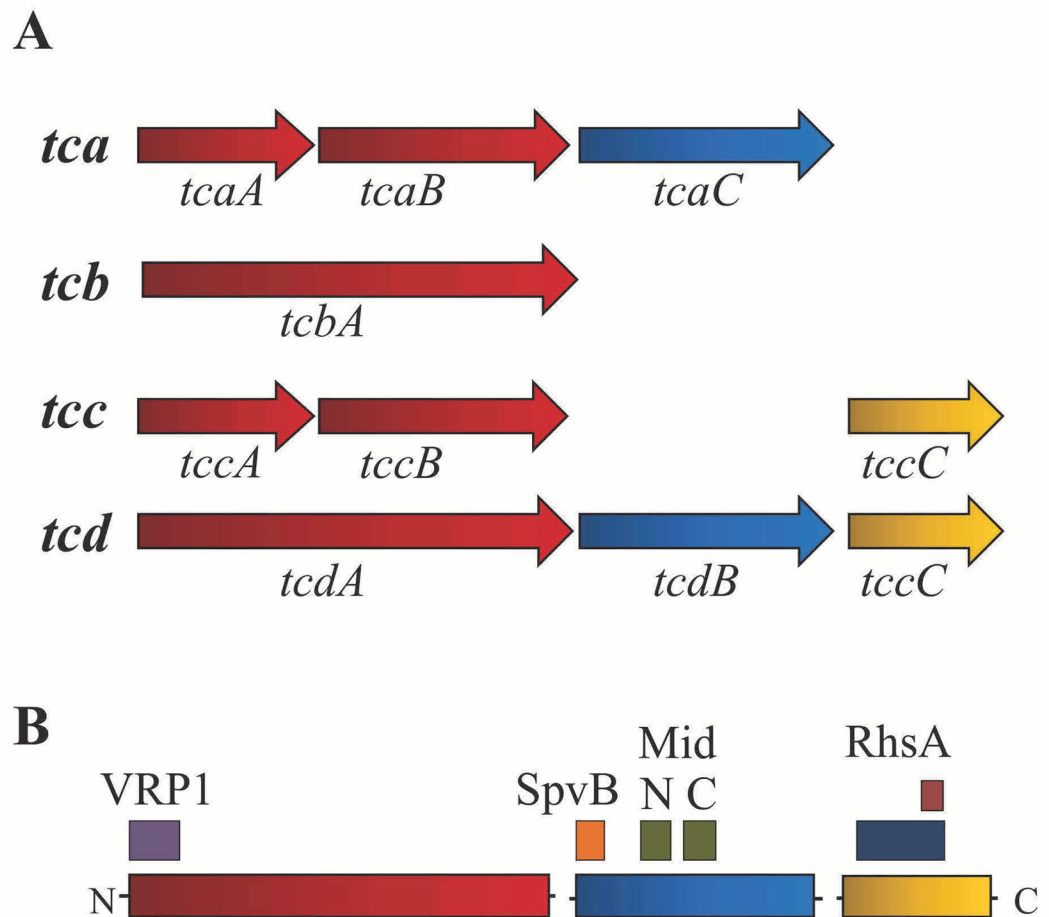 A
tca
tcaA tcaB tcaC
tcb
tcbA
tcc
tccA tccB tccC
tcd
tcdA tcdB tccC
B
Mid RhsA
VRP1 SpvB N C
N C